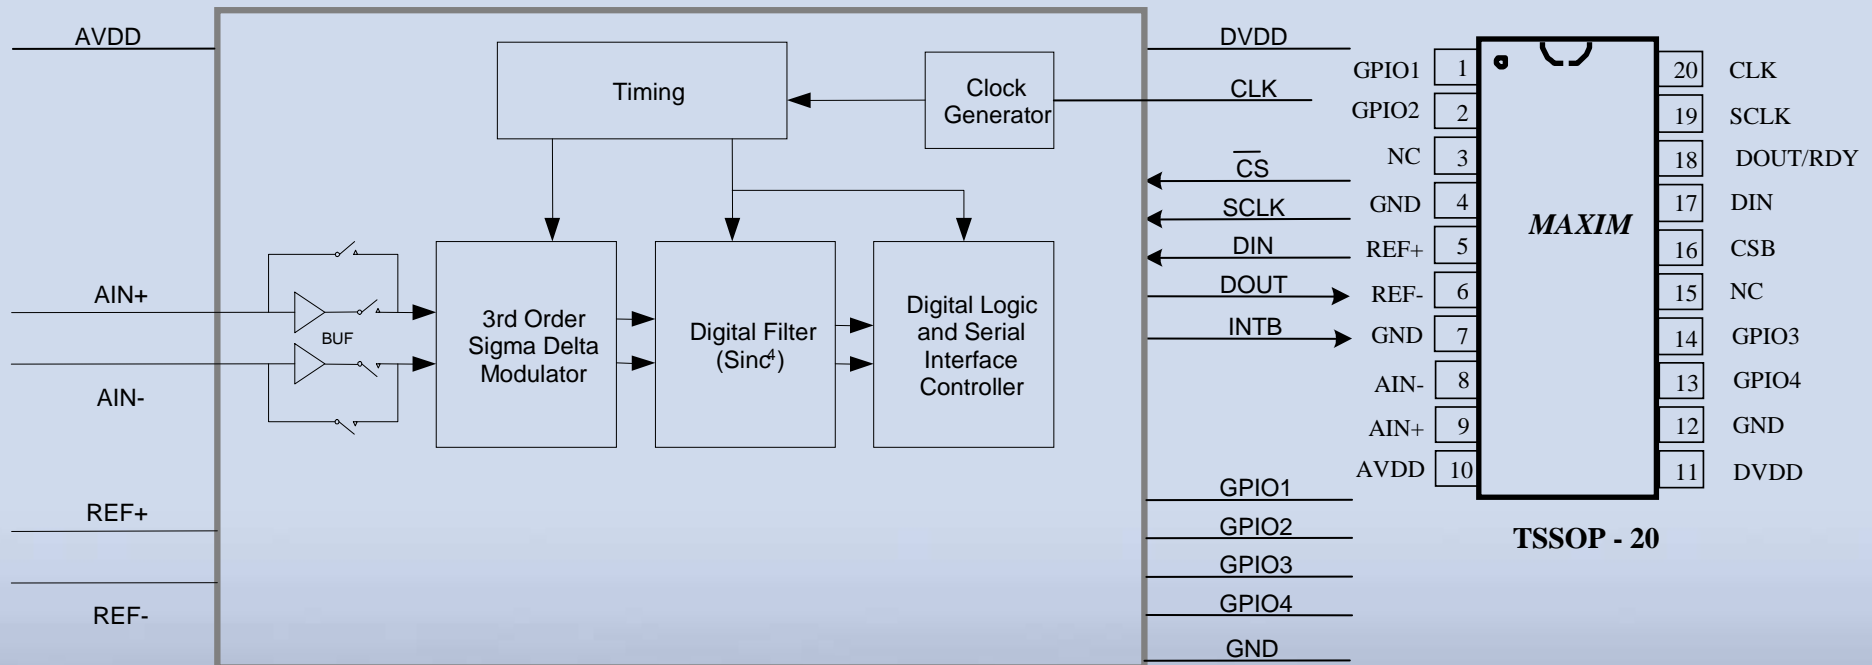 AVDD
AIN+
AIN-
REF+
REF-
Timing
Clock
Generator
BUF
3rd Order
Sigma Delta
Modulator
Digital Filter
(Sinc⁴)
Digital Logic
and Serial
Interface
Controller
DVDD
CLK
C̅S̅
SCLK
DIN
DOUT
INTB
GPIO1
GPIO2
GPIO3
GPIO4
GND
GPIO1 1
GPIO2 2
NC 3
GND 4
REF+ 5
REF- 6
GND 7
AIN- 8
AIN+ 9
AVDD 10
MAXIM
20 CLK
19 SCLK
18 DOUT/RDY
17 DIN
16 CSB
15 NC
14 GPIO3
13 GPIO4
12 GND
11 DVDD
TSSOP - 20